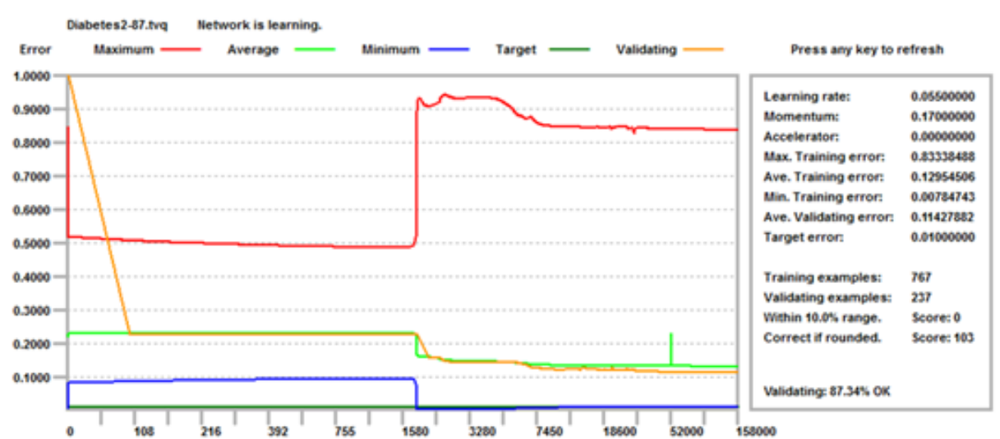 Diabetes2-87.tvq Network is learning.
Error Maximum Average Minimum Target Validating Press any key to refresh
1.0000
0.9000
0.8000
0.7000
0.6000
0.5000
0.4000
0.3000
0.2000
0.1000
0 108 216 392 755 1580 3280 7450 18600 52000 158000
Learning rate: 0.05500000
Momentum: 0.17000000
Accelerator: 0.00000000
Max. Training error: 0.83338488
Ave. Training error: 0.12954506
Min. Training error: 0.00784743
Ave. Validating error: 0.11427882
Target error: 0.01000000
Training examples: 767
Validating examples: 237
Within 10.0% range. Score: 0
Correct if rounded. Score: 103
Validating: 87.34% OK